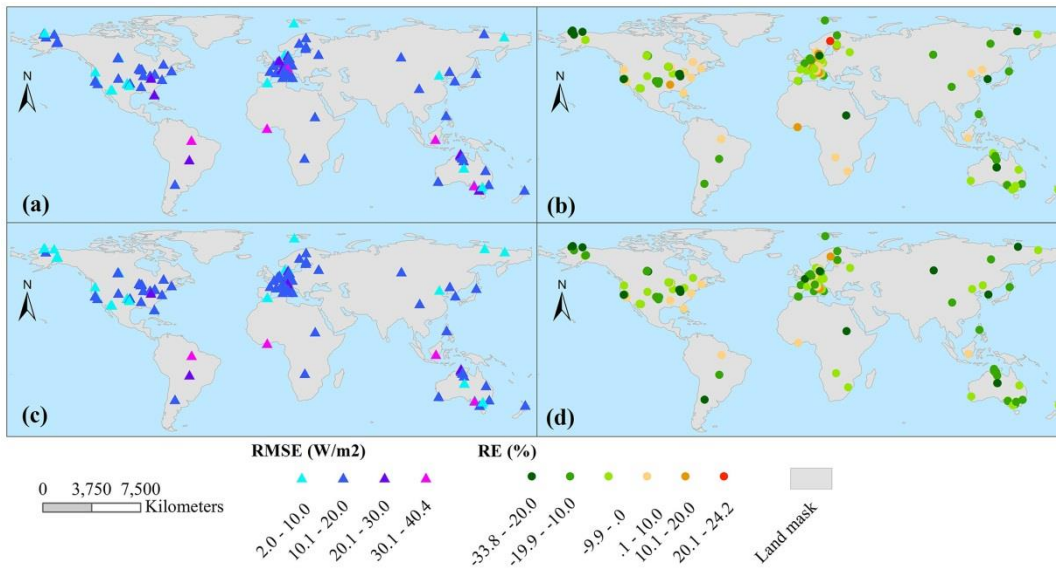 N
(a)
N
(b)
N
(c)
N
(d)
RMSE (W/m2)
RE (%)
0 3,750 7,500
Kilometers
2.0 - 10.0
10.1 - 20.0
20.1 - 30.0
30.1 - 40.4
-33.8 - -20.0
-19.9 - -10.0
-9.9 - .0
.1 - 10.0
10.1 - 20.0
20.1 - 24.2
Land mask